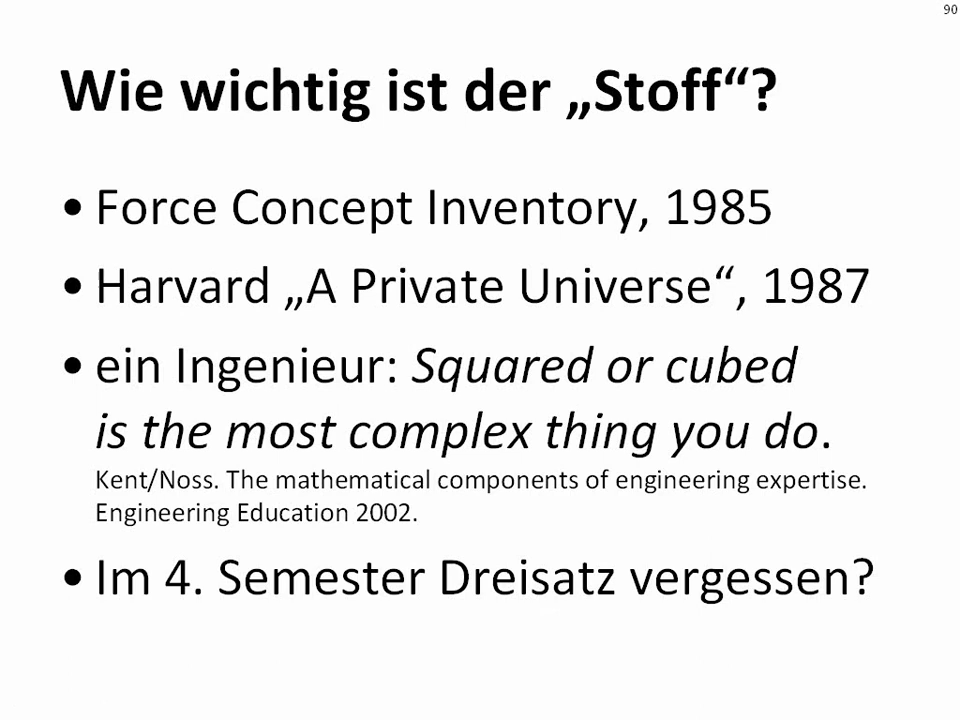 90
Wie wichtig ist der „Stoff“?
• Force Concept Inventory, 1985
• Harvard „A Private Universe“, 1987
• ein Ingenieur: Squared or cubed
is the most complex thing you do.
Kent/Noss. The mathematical components of engineering expertise.
Engineering Education 2002.
• Im 4. Semester Dreisatz vergessen?